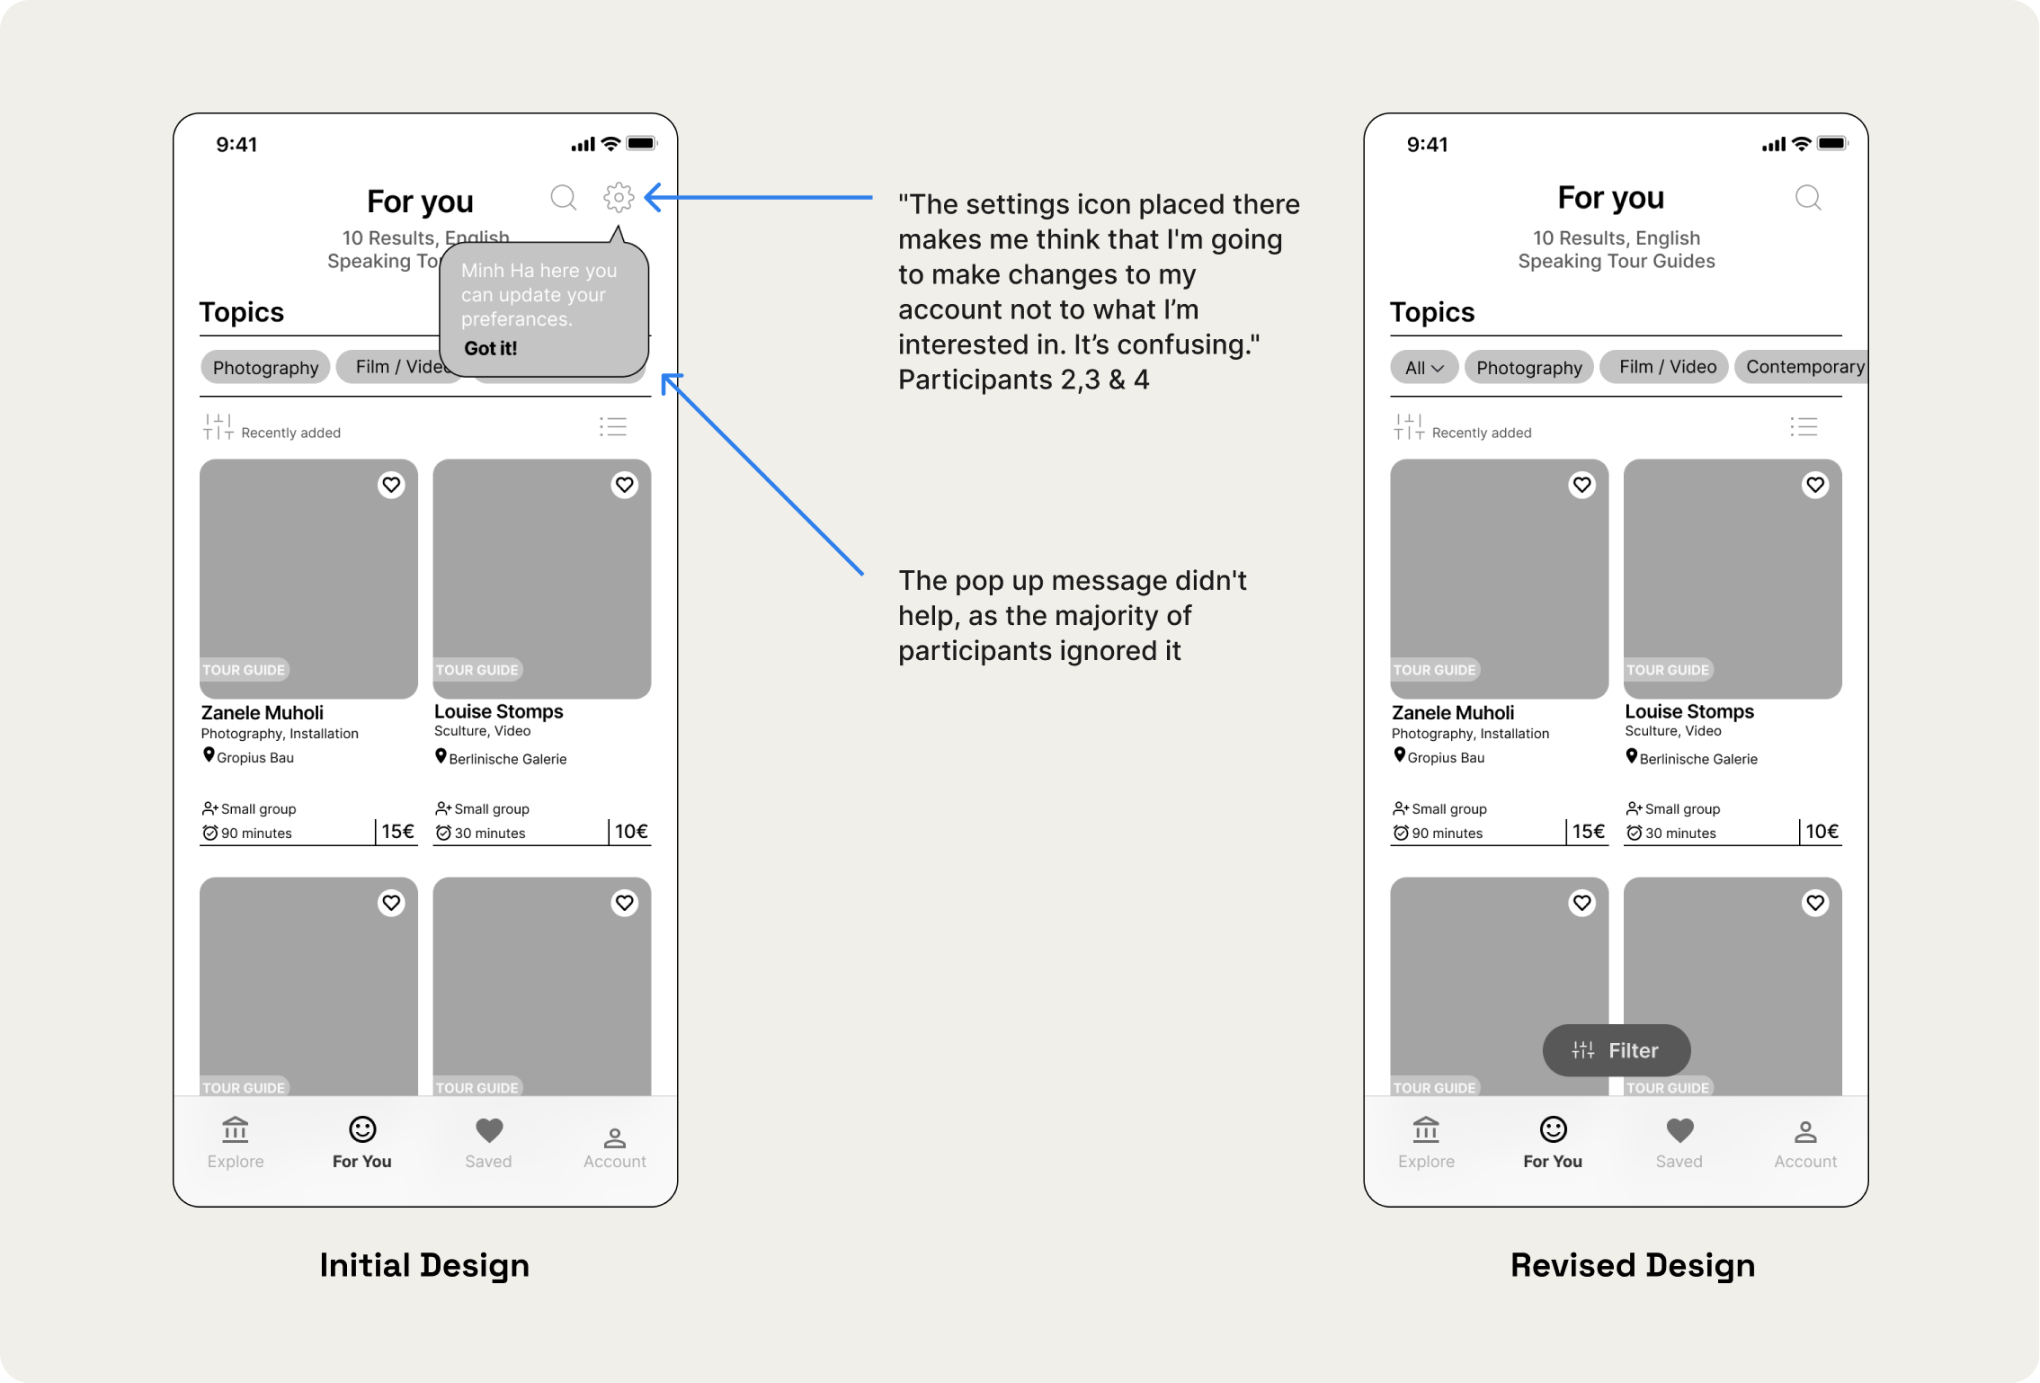 9:41
For you
10 Results, English
Speaking To
Minh Ha here you
can update your
preferances.
Got it!
Topics
Photography
Film / Vide
Recently added
TOUR GUIDE
TOUR GUIDE
Zanele Muholi
Photography, Installation
Gropius Bau
Small group
90 minutes
15€
Louise Stomps
Sculture, Video
Berlinische Galerie
Small group
30 minutes
10€
TOUR GUIDE
TOUR GUIDE
Explore
For You
Saved
Account
Initial Design
"The settings icon placed there
makes me think that I'm going
to make changes to my
account not to what I’m
interested in. It’s confusing."
Participants 2,3 & 4
The pop up message didn't
help, as the majority of
participants ignored it
9:41
For you
10 Results, English
Speaking Tour Guides
Topics
All
Photography
Film / Video
Contemporary
Recently added
TOUR GUIDE
TOUR GUIDE
Zanele Muholi
Photography, Installation
Gropius Bau
Small group
90 minutes
15€
Louise Stomps
Sculture, Video
Berlinische Galerie
Small group
30 minutes
10€
Filter
TOUR GUIDE
TOUR GUIDE
Explore
For You
Saved
Account
Revised Design